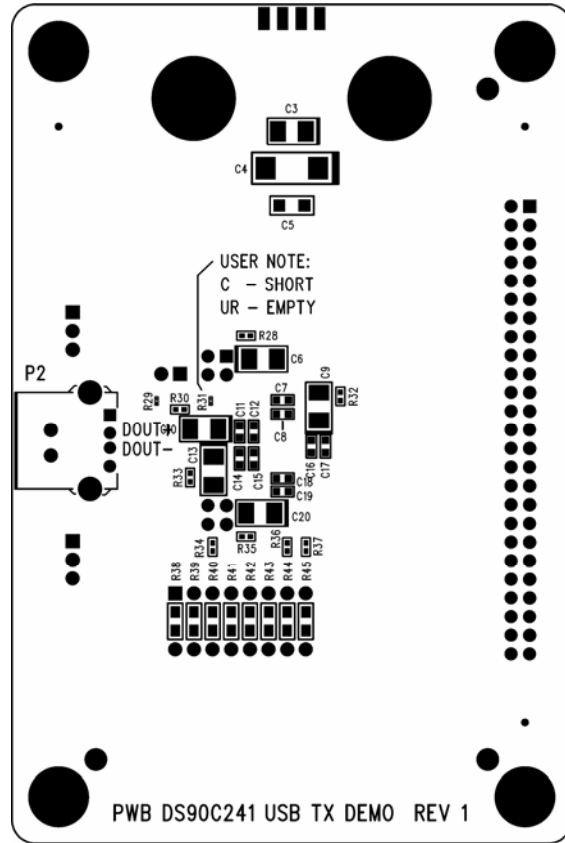 C3
C4
C5
USER NOTE:
C - SHORT
UR - EMPTY
R28
P2
C6
C9
R29
R30
R31
C7
R32
C11
C12
DOUT+
C8
DOUT-
C13
C16
C17
R33
C14
C15
C18
C19
C20
R34
R35
R36
R37
R38
R39
R40
R41
R42
R43
R44
R45
PWB DS90C241 USB TX DEMO REV 1